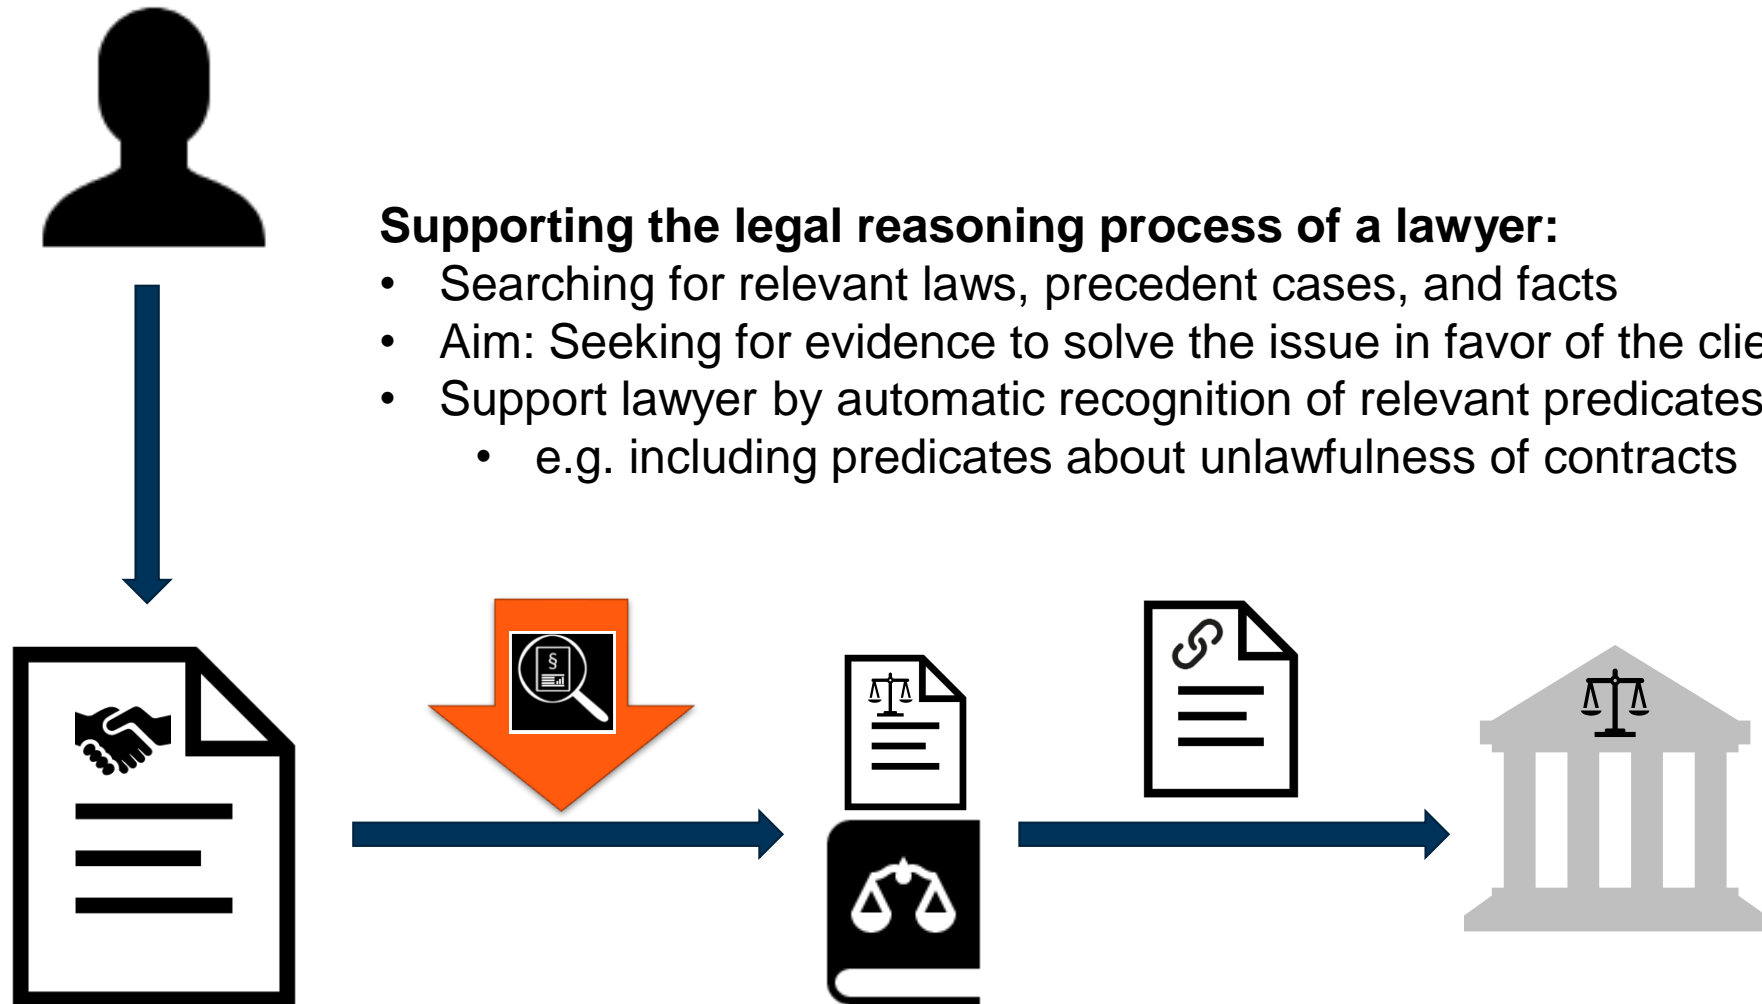 Supporting the legal reasoning process of a lawyer:
• Searching for relevant laws, precedent cases, and facts
• Aim: Seeking for evidence to solve the issue in favor of the clie
• Support lawyer by automatic recognition of relevant predicates
• e.g. including predicates about unlawfulness of contracts
§